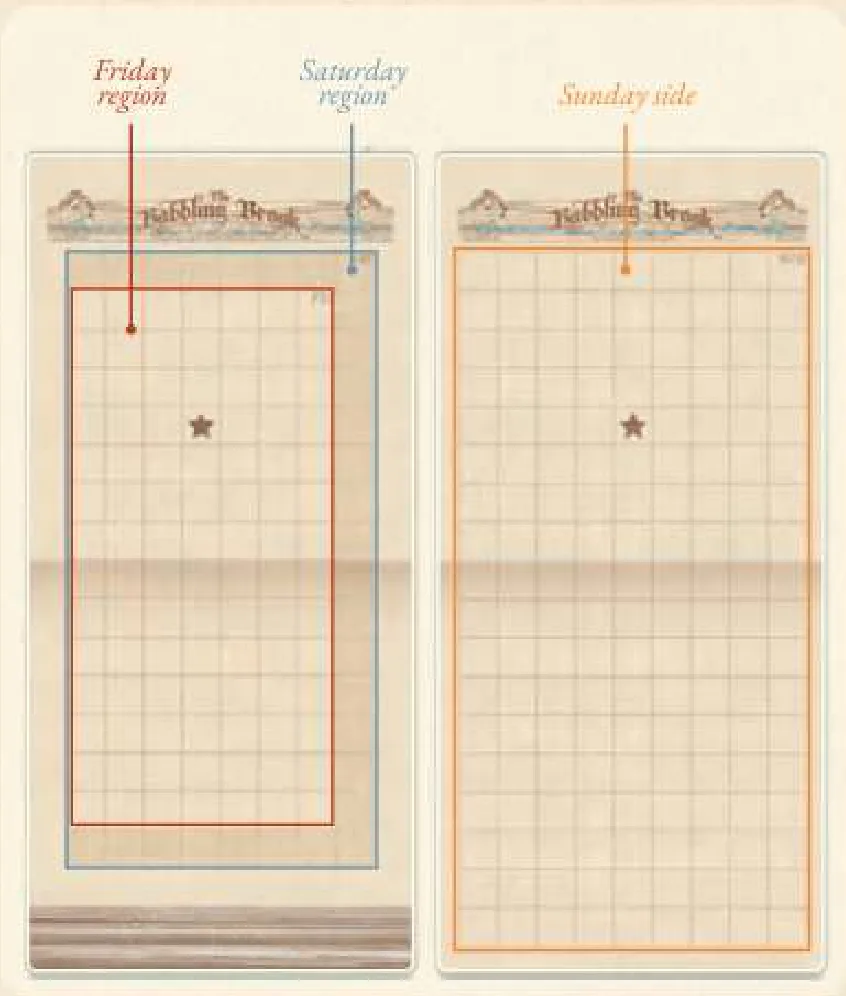 Friday
region
Saturday
region
Sunday side
The
Babbling Brook
The
Babbling Brook